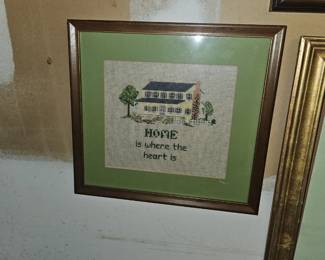 HOME
is where the
heart is